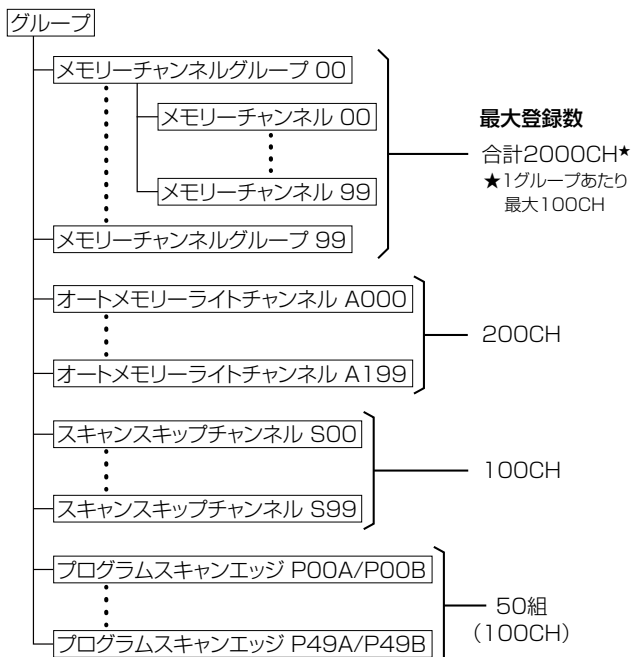 グループ
メモリーチャンネルグループ 00
メモリーチャンネル 00
メモリーチャンネル 99
メモリーチャンネルグループ 99
最大登録数
合計2000CH★
★1グループあたり
最大100CH
オートメモリーライトチャンネル A000
オートメモリーライトチャンネル A199
200CH
スキャンスキップチャンネル S00
スキャンスキップチャンネル S99
100CH
プログラムスキャンエッジ P00A/P00B
プログラムスキャンエッジ P49A/P49B
50組
(100CH)